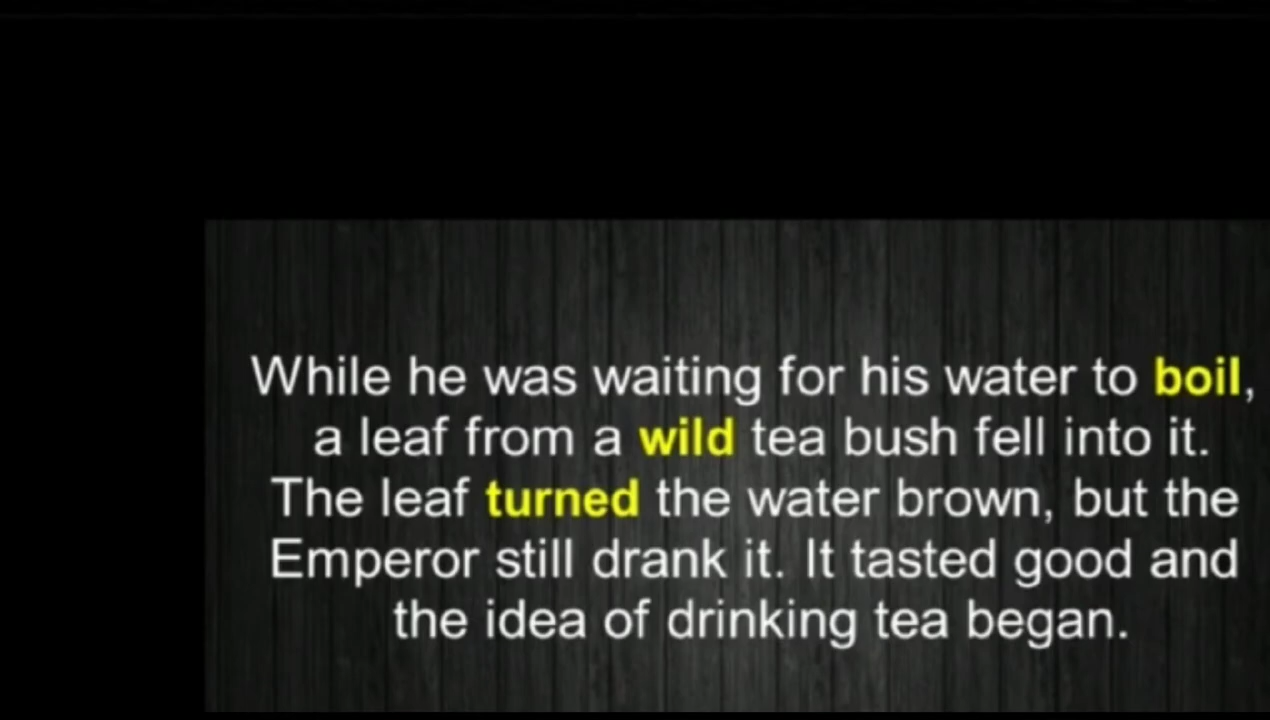 While he was waiting for his water to boil,
a leaf from a wild tea bush fell into it.
The leaf turned the water brown, but the
Emperor still drank it. It tasted good and
the idea of drinking tea began.